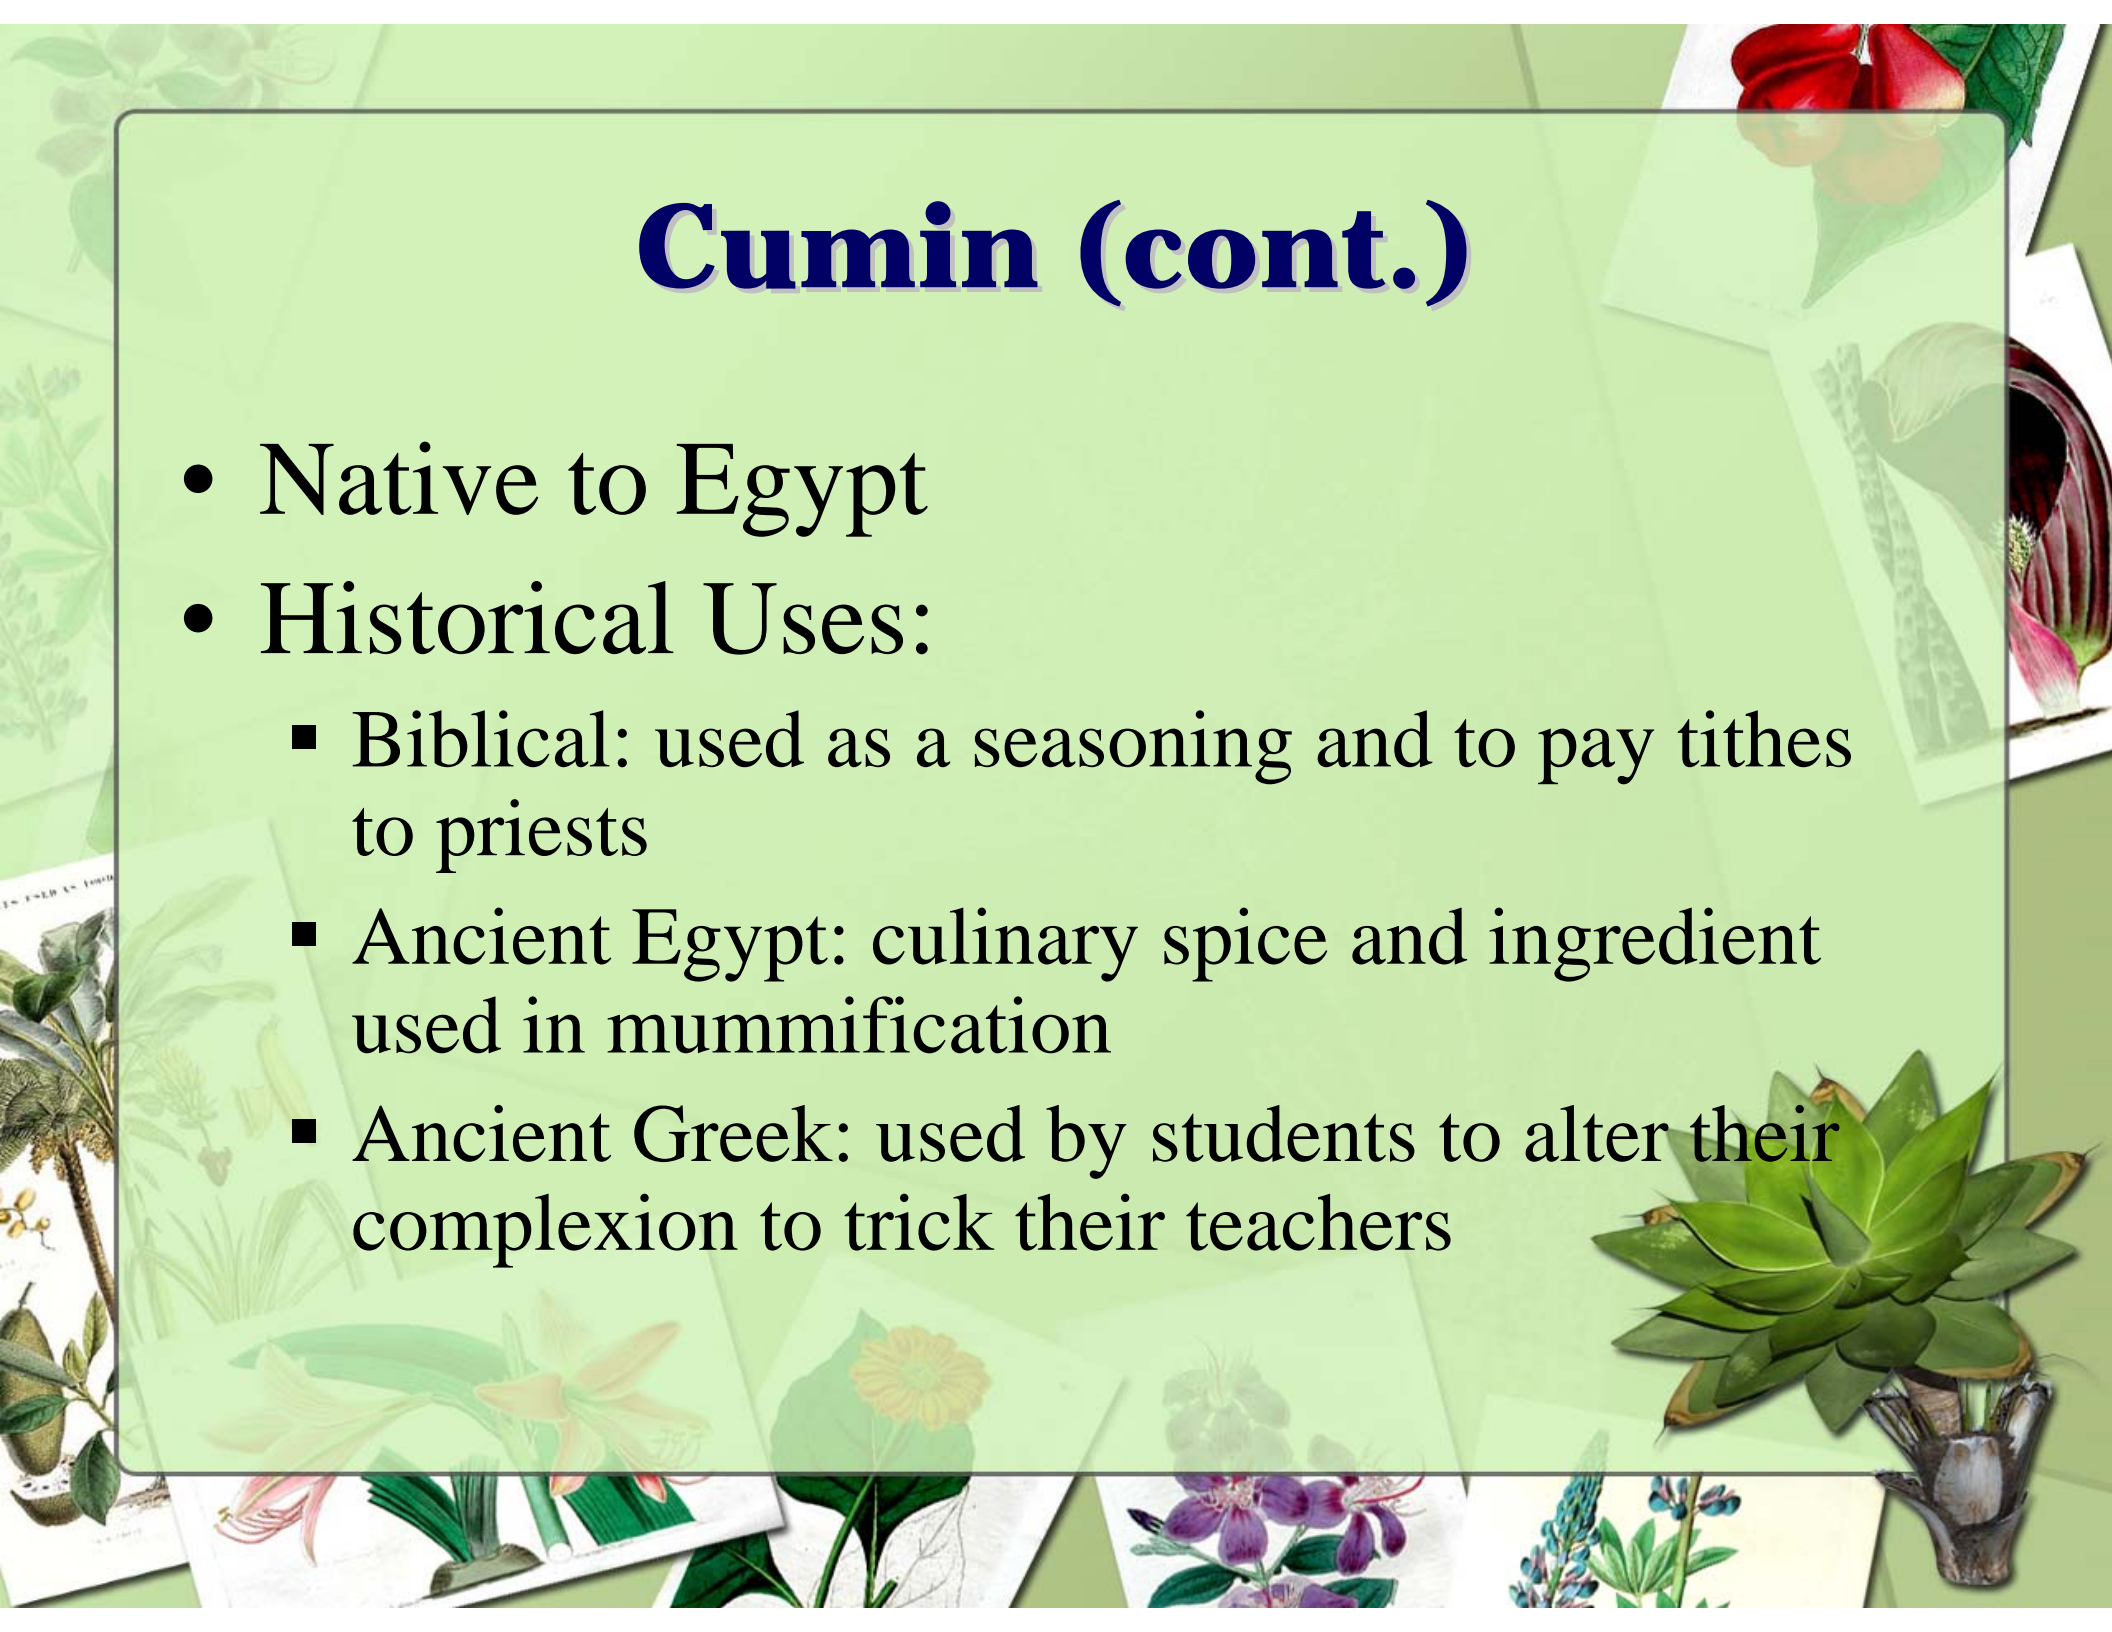 Cumin (cont.)
• Native to Egypt
• Historical Uses:
▪ Biblical: used as a seasoning and to pay tithes
to priests
▪ Ancient Egypt: culinary spice and ingredient
used in mummification
▪ Ancient Greek: used by students to alter their
complexion to trick their teachers